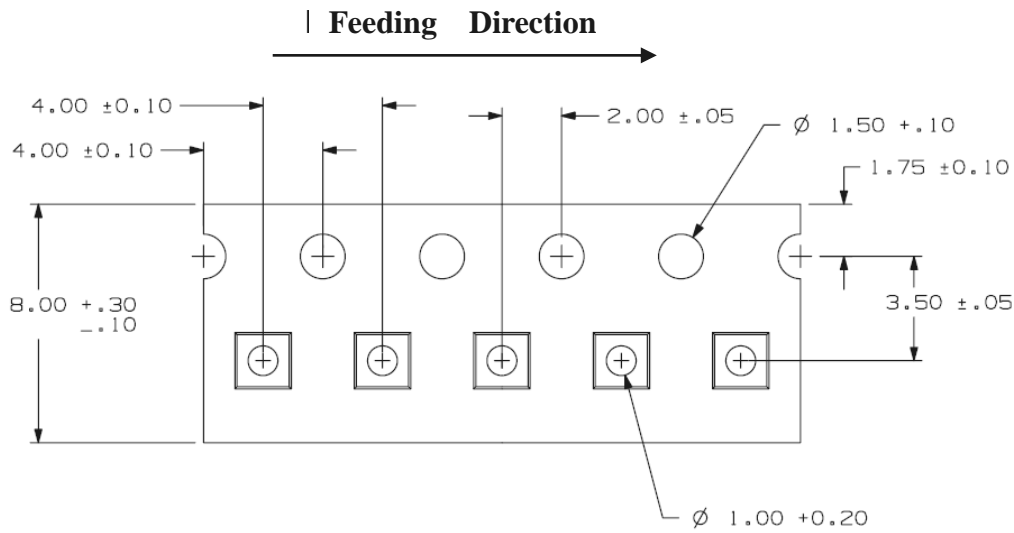 Feeding Direction
4.00 ±0.10
2.00 ±.05
Ø 1.50 +.10
4.00 ±0.10
1.75 ±0.10
8.00 +.30
-.10
3.50 ±.05
Ø 1.00 +0.20